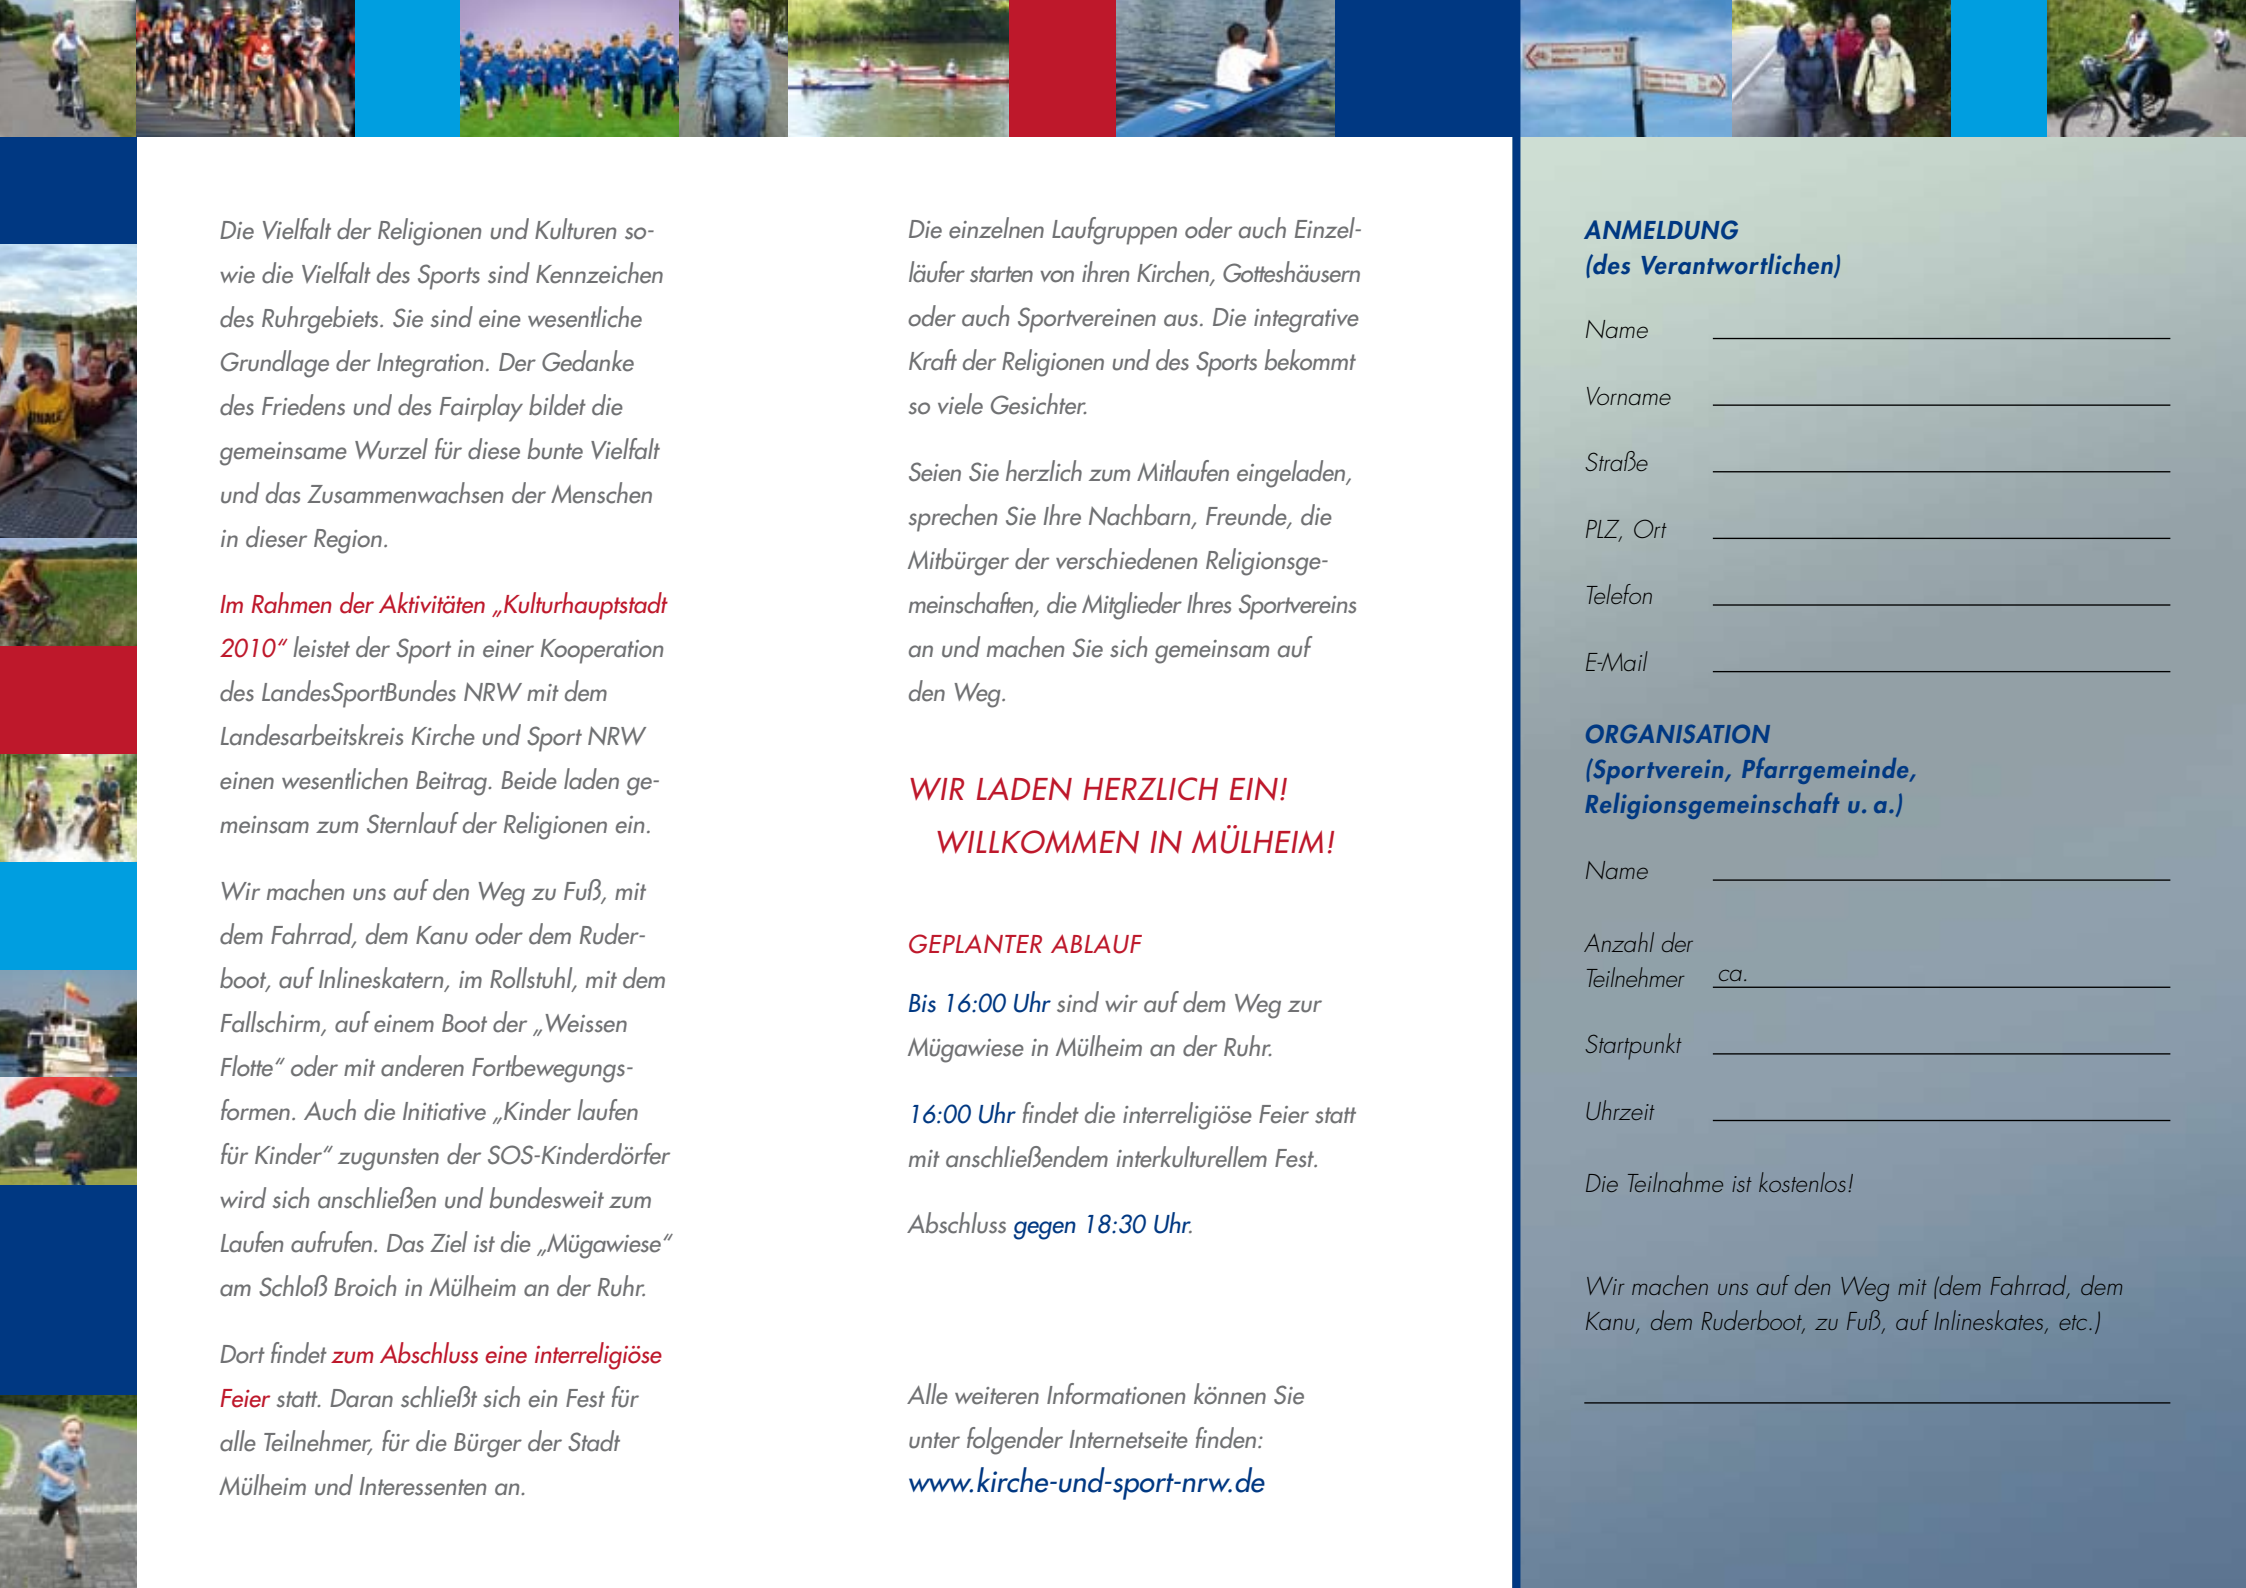 Die Vielfalt der Religionen und Kulturen so-
wie die Vielfalt des Sports sind Kennzeichen
des Ruhrgebiets. Sie sind eine wesentliche
Grundlage der Integration. Der Gedanke
des Friedens und des Fairplay bildet die
gemeinsame Wurzel für diese bunte Vielfalt
und das Zusammenwachsen der Menschen
in dieser Region.
Im Rahmen der Aktivitäten „Kulturhauptstadt
2010“ leistet der Sport in einer Kooperation
des LandesSportBundes NRW mit dem
Landesarbeitskreis Kirche und Sport NRW
einen wesentlichen Beitrag. Beide laden ge-
meinsam zum Sternlauf der Religionen ein.
Wir machen uns auf den Weg zu Fuß, mit
dem Fahrrad, dem Kanu oder dem Ruder-
boot, auf Inlineskatern, im Rollstuhl, mit dem
Fallschirm, auf einem Boot der „Weissen
Flotte“ oder mit anderen Fortbewegungs-
formen. Auch die Initiative „Kinder laufen
für Kinder“ zugunsten der SOS-Kinderdörfer
wird sich anschließen und bundesweit zum
Laufen aufrufen. Das Ziel ist die „Mügawiese“
am Schloß Broich in Mülheim an der Ruhr.
Dort findet zum Abschluss eine interreligiöse
Feier statt. Daran schließt sich ein Fest für
alle Teilnehmer, für die Bürger der Stadt
Mülheim und Interessenten an.
Die einzelnen Laufgruppen oder auch Einzel-
läufer starten von ihren Kirchen, Gotteshäusern
oder auch Sportvereinen aus. Die integrative
Kraft der Religionen und des Sports bekommt
so viele Gesichter.
Seien Sie herzlich zum Mitlaufen eingeladen,
sprechen Sie Ihre Nachbarn, Freunde, die
Mitbürger der verschiedenen Religionsge-
meinschaften, die Mitglieder Ihres Sportvereins
an und machen Sie sich gemeinsam auf
den Weg.
WIR LADEN HERZLICH EIN!
WILLKOMMEN IN MÜLHEIM!
GEPLANTER ABLAUF
Bis 16:00 Uhr sind wir auf dem Weg zur
Mügawiese in Mülheim an der Ruhr.
16:00 Uhr findet die interreligiöse Feier statt
mit anschließendem interkulturellem Fest.
Abschluss gegen 18:30 Uhr.
Alle weiteren Informationen können Sie
unter folgender Internetseite finden:
www.kirche-und-sport-nrw.de
ANMELDUNG
(des Verantwortlichen)
Name
Vorname
Straße
PLZ, Ort
Telefon
E-Mail
ORGANISATION
(Sportverein, Pfarrgemeinde,
Religionsgemeinschaft u. a.)
Name
Anzahl der
Teilnehmer ca.
Startpunkt
Uhrzeit
Die Teilnahme ist kostenlos!
Wir machen uns auf den Weg mit (dem Fahrrad, dem
Kanu, dem Ruderboot, zu Fuß, auf Inlineskates, etc.)